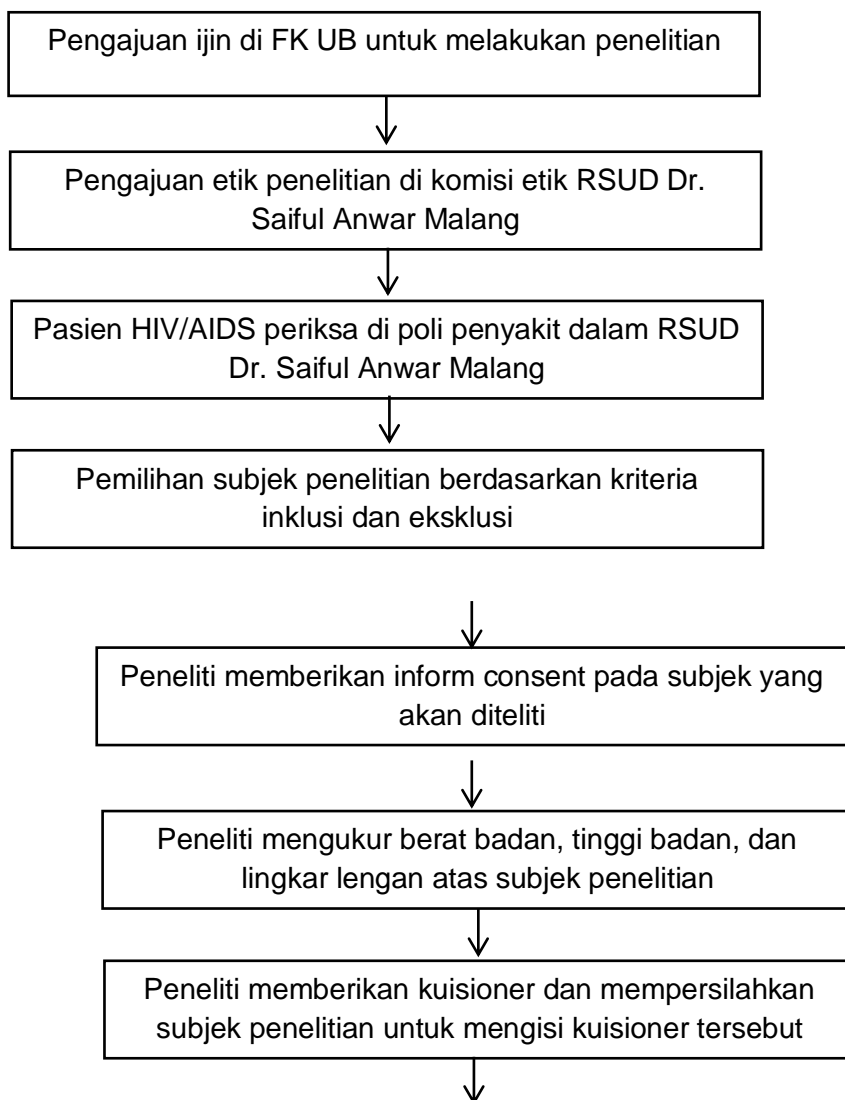 Pengajuan ijin di FK UB untuk melakukan penelitian
Pengajuan etik penelitian di komisi etik RSUD Dr.
Saiful Anwar Malang
Pasien HIV/AIDS periksa di poli penyakit dalam RSUD
Dr. Saiful Anwar Malang
Pemilihan subjek penelitian berdasarkan kriteria
inklusi dan eksklusi
Peneliti memberikan inform consent pada subjek yang
akan diteliti
Peneliti mengukur berat badan, tinggi badan, dan
lingkar lengan atas subjek penelitian
Peneliti memberikan kuisioner dan mempersilahkan
subjek penelitian untuk mengisi kuisioner tersebut